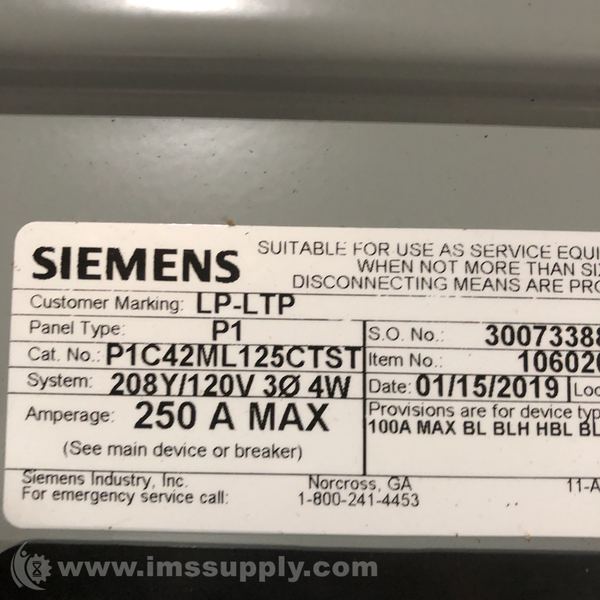 SIEMENS
SUITABLE FOR USE AS SERVICE EQUI
WHEN NOT MORE THAN SI
DISCONNECTING MEANS ARE PRO
Customer Marking: LP-LTP
Panel Type: P1
Cat. No.: P1C42ML125CTST
System: 208Y/120V 3Ø 4W
Amperage: 250 A MAX
(See main device or breaker)
S.O. No.: 30073388
Item No.: 106020
Date: 01/15/2019 Loc
Provisions are for device typ
100A MAX BL BLH HBL BL
Siemens Industry, Inc. Norcross, GA 11-A
For emergency service call: 1-800-241-4453
www.imssupply.com